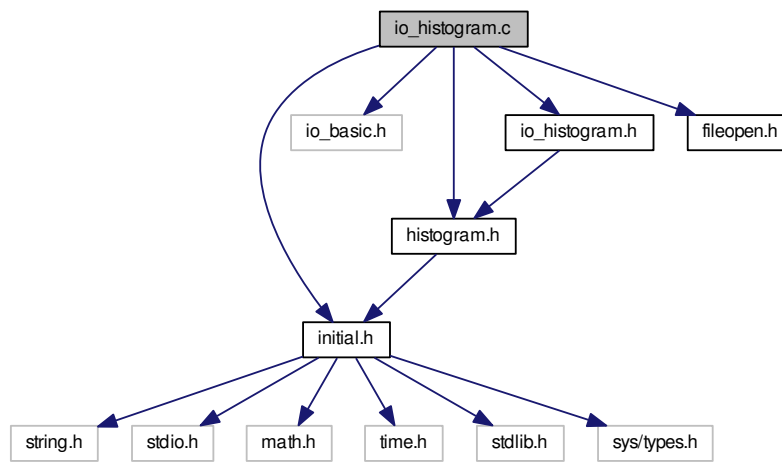 io_histogram.c
io_basic.h
io_histogram.h
fileopen.h
histogram.h
initial.h
string.h
stdio.h
math.h
time.h
stdlib.h
sys/types.h